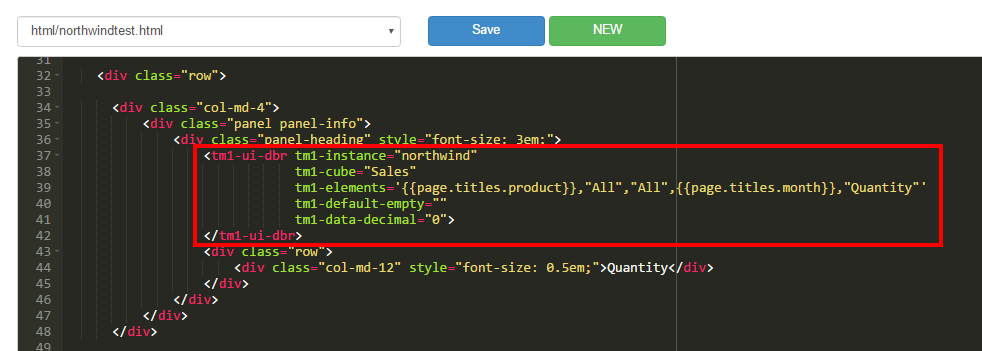 html/northwindtest.html Save NEW
31
32 <div class="row">
33
34 <div class="col-md-4">
35 <div class="panel panel-info">
36 <div class="panel-heading" style="font-size: 3em;">
37 <tm1-ui-dbr tm1-instance="northwind"
38 tm1-cube="Sales"
39 tm1-elements='{{page.titles.product}},"All","All",{{page.titles.month}},"Quantity"'
40 tm1-default-empty=""
41 tm1-data-decimal="0">
42 </tm1-ui-dbr>
43 <div class="row">
44 <div class="col-md-12" style="font-size: 0.5em;">Quantity</div>
45 </div>
46 </div>
47 </div>
48 </div>
49